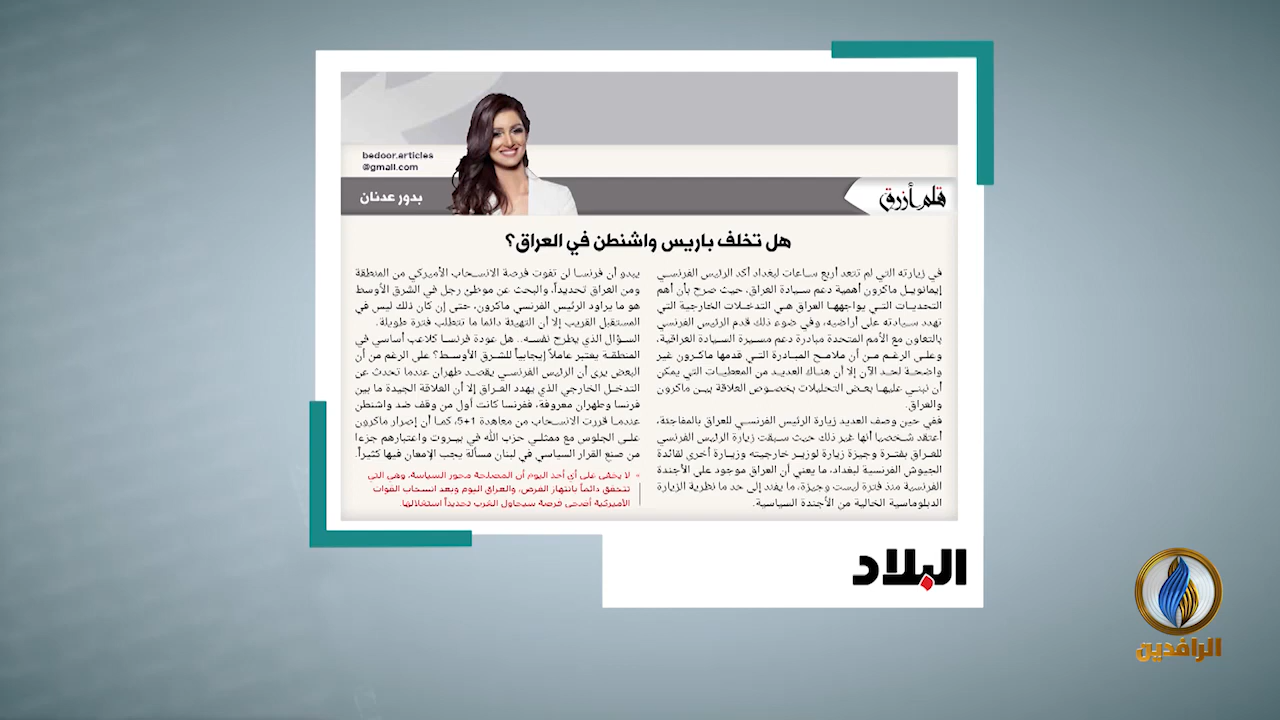 bedoor.articles
@gmail.com
بدور عدنان
قلم أزرق
هل تخلف باريس واشنطن في العراق؟
في زيارته التي لم تتعد أربع ساعات لبغداد أكد الرئيس الفرنسي
إيمانويل ماكرون أهمية دعم سيادة العراق، حيث صرح بأن أهم
التحديات التي يواجهها العراق هي التدخلات الخارجية التي
تهدد سيادته على أراضيه، وفي ضوء ذلك قدم الرئيس الفرنسي
بالتعاون مع الأمم المتحدة مبادرة دعم مسيرة السيادة العراقية،
وعلى الرغم من أن ملامح المبادرة التي قدمها ماكرون غير
واضحة لحد الآن إلا أن هناك العديد من المعطيات التي يمكن
أن نبني عليها بعض التحليلات بخصوص العلاقة بين ماكرون
والعراق.
ففي حين وصف العديد زيارة الرئيس الفرنسي للعراق بالمفاجئة،
أعتقد شخصيا أنها غير ذلك حيث سبقت زيارة الرئيس الفرنسي
للعراق بفترة وجيزة زيارة لوزير خارجيته وزيارة أخرى لقائدة
الجيوش الفرنسية لبغداد، ما يعني أن العراق موجود على الأجندة
الفرنسية منذ فترة ليست وجيزة، ما يفند إلى حد ما نظرية الزيارة
الدبلوماسية الخالية من الأجندة السياسية.
يبدو أن فرنسا لن تفوت فرصة الانسحاب الأميركي من المنطقة
ومن العراق تحديداً، والبحث عن موطئ رجل في الشرق الأوسط
هو ما يراود الرئيس الفرنسي ماكرون، حتى إن كان ذلك ليس في
المستقبل القريب إلا أن التهيئة دائما ما تتطلب فترة طويلة.
السؤال الذي يطرح نفسه.. هل عودة فرنسا كلاعب أساسي في
المنطقة يعتبر عاملاً إيجابياً للشرق الأوسط؟ على الرغم من أن
البعض يرى أن الرئيس الفرنسي يقصد طهران عندما تحدث عن
التدخل الخارجي الذي يهدد العراق إلا أن العلاقة الجيدة ما بين
فرنسا وطهران معروفة، ففرنسا كانت أول من وقف ضد واشنطن
عندما قررت الانسحاب من معاهدة 1+5، كما أن إصرار ماكرون
على الجلوس مع ممثلي حزب الله في بيروت واعتبارهم جزءا
من صنع القرار السياسي في لبنان مسألة يجب الإمعان فيها كثيراً.
لا يخفى على أي أحد اليوم أن المصلحة محور السياسة، وهي التي
تتحقق دائماً بانتهاز الفرص، والعراق اليوم وبعد انسحاب القوات
الأميركية أضحى فرصة سيحاول الغرب تحديداً استغلالها.
البلاد
الرافدين